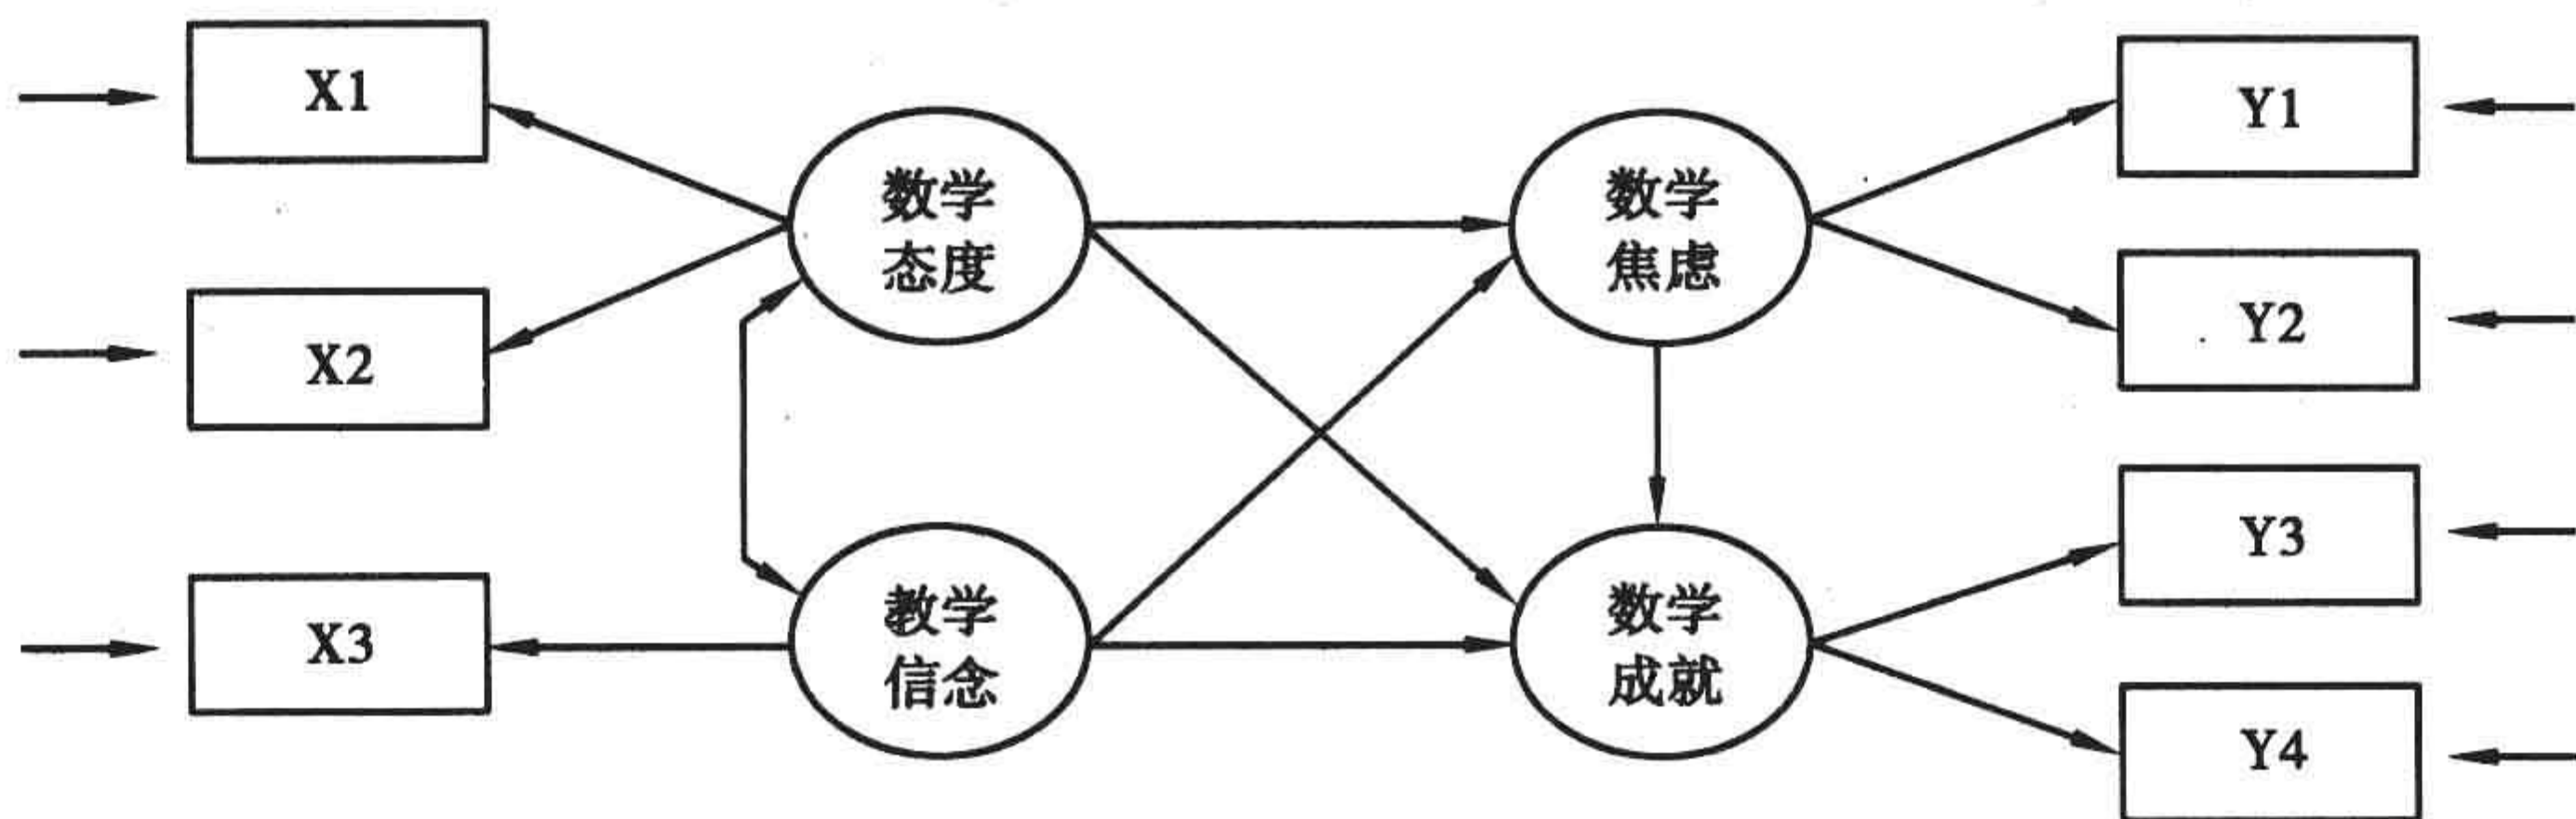 X1
X2
X3
数学
态度
教学
信念
数学
焦虑
数学
成就
Y1
Y2
Y3
Y4